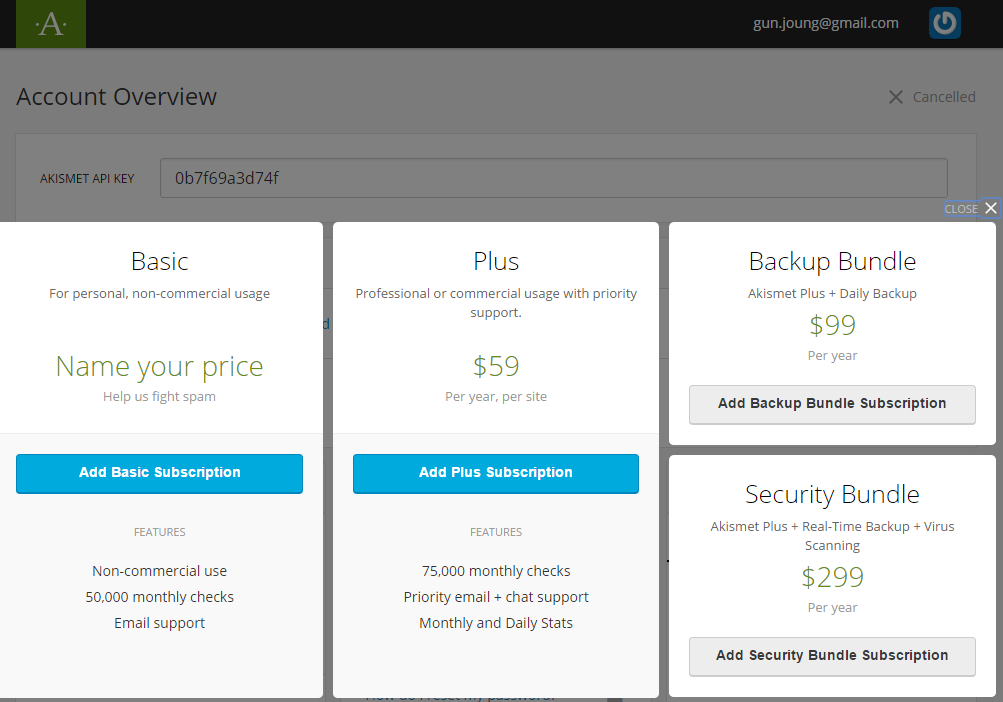 ·A·
gun.joung@gmail.com
Account Overview
Cancelled
AKISMET API KEY
0b7f69a3d74f
CLOSE
Basic
For personal, non-commercial usage
Name your price
Help us fight spam
Add Basic Subscription
FEATURES
Non-commercial use
50,000 monthly checks
Email support
Plus
Professional or commercial usage with priority
support.
$59
Per year, per site
Add Plus Subscription
FEATURES
75,000 monthly checks
Priority email + chat support
Monthly and Daily Stats
Backup Bundle
Akismet Plus + Daily Backup
$99
Per year
Add Backup Bundle Subscription
Security Bundle
Akismet Plus + Real-Time Backup + Virus
Scanning
$299
Per year
Add Security Bundle Subscription
How do I reset my password?